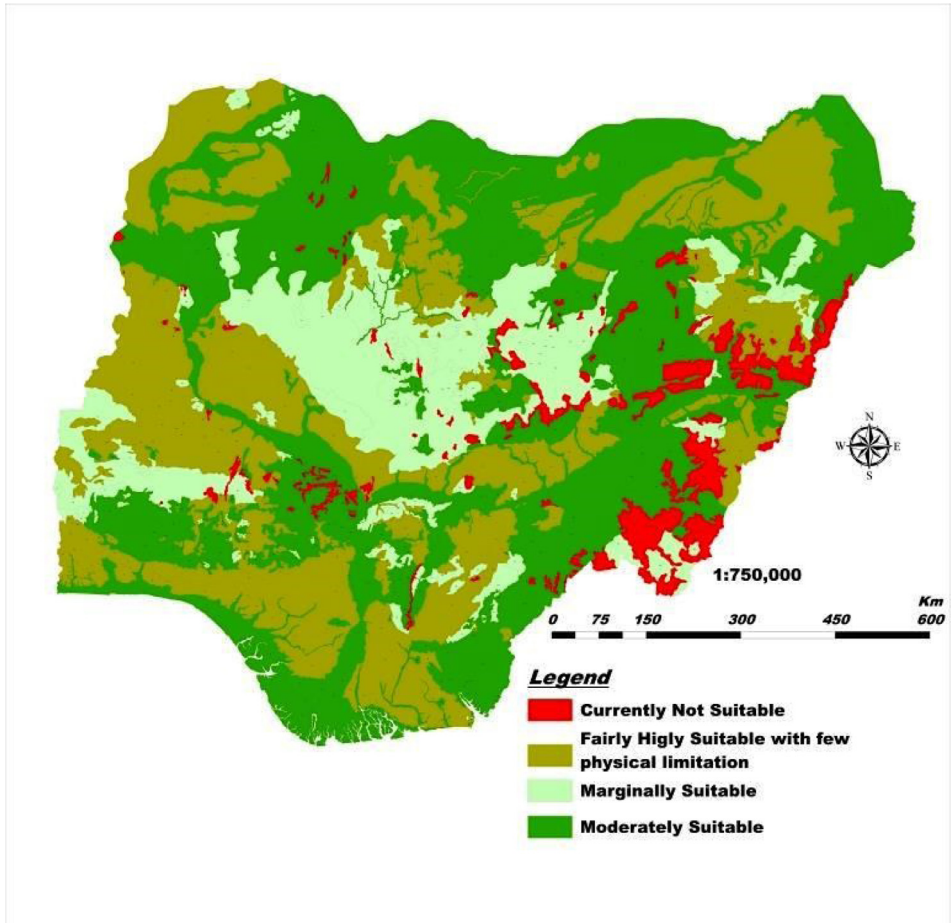 N
W E
S
1:750,000
Km
0 75 150 300 450 600
Legend
Currently Not Suitable
Fairly Higly Suitable with few
physical limitation
Marginally Suitable
Moderately Suitable